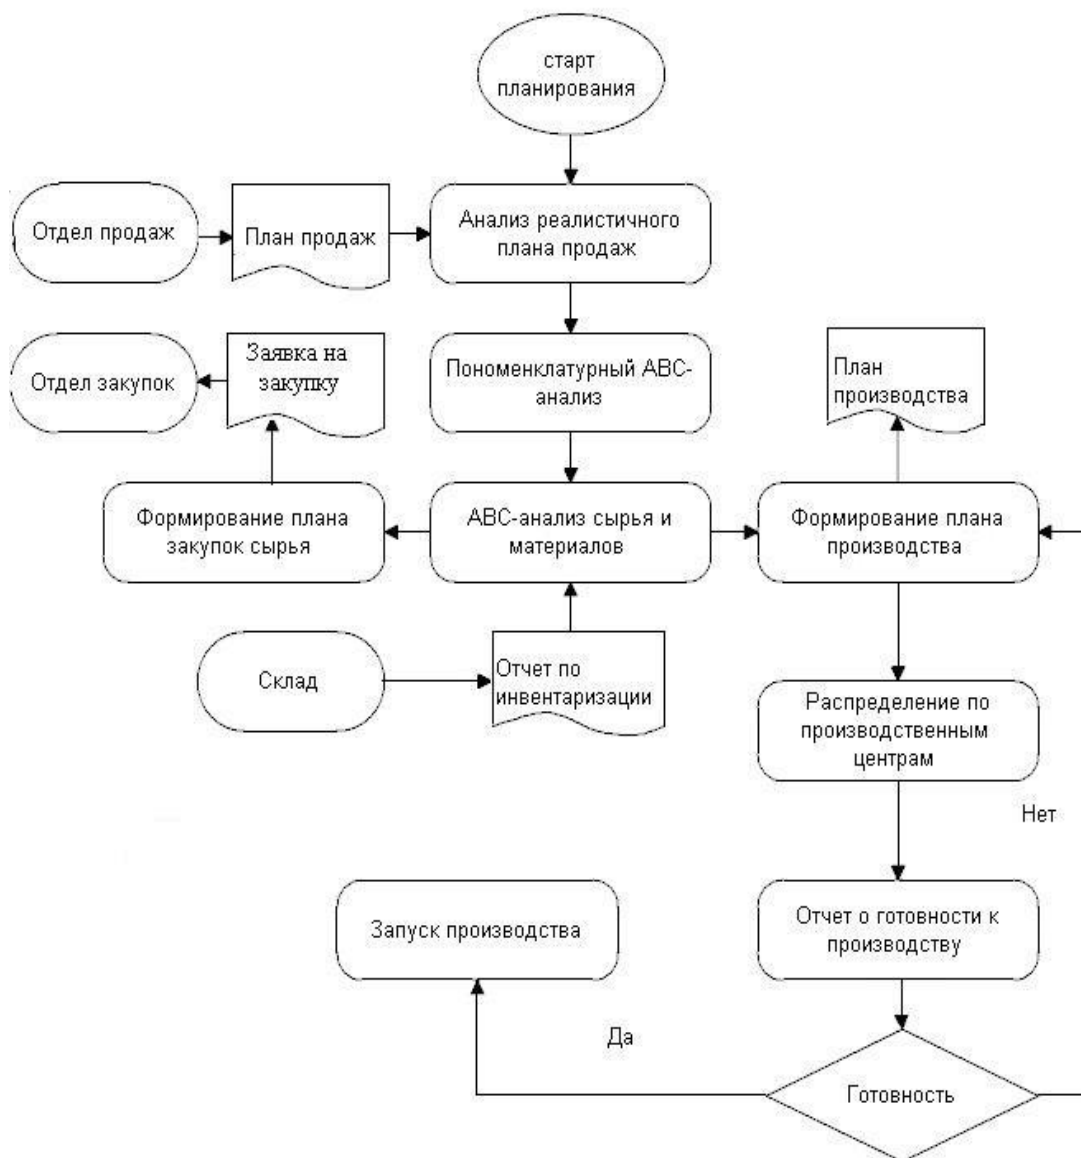 старт
планирования
Отдел продаж
План продаж
Анализ реалистичного
плана продаж
Отдел закупок
Заявка на
закупку
Пономенклатурный АВС-
анализ
План
производства
Формирование плана
закупок сырья
АВС-анализ сырья и
материалов
Формирование плана
производства
Склад
Отчет по
инвентаризации
Распределение по
производственным
центрам
Нет
Запуск производства
Отчет о готовности к
производству
Да
Готовность